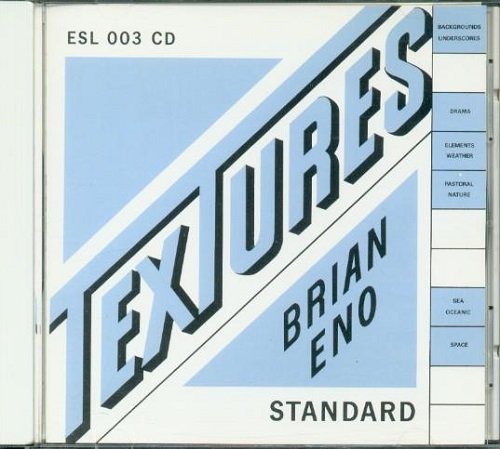 ESL 003 CD
TEXTURES
BRIAN
ENO
STANDARD
BACKGROUNDS
UNDERSCORES
DRAMA
ELEMENTS
WEATHER
PASTORAL
NATURE
SEA
OCEANIC
SPACE